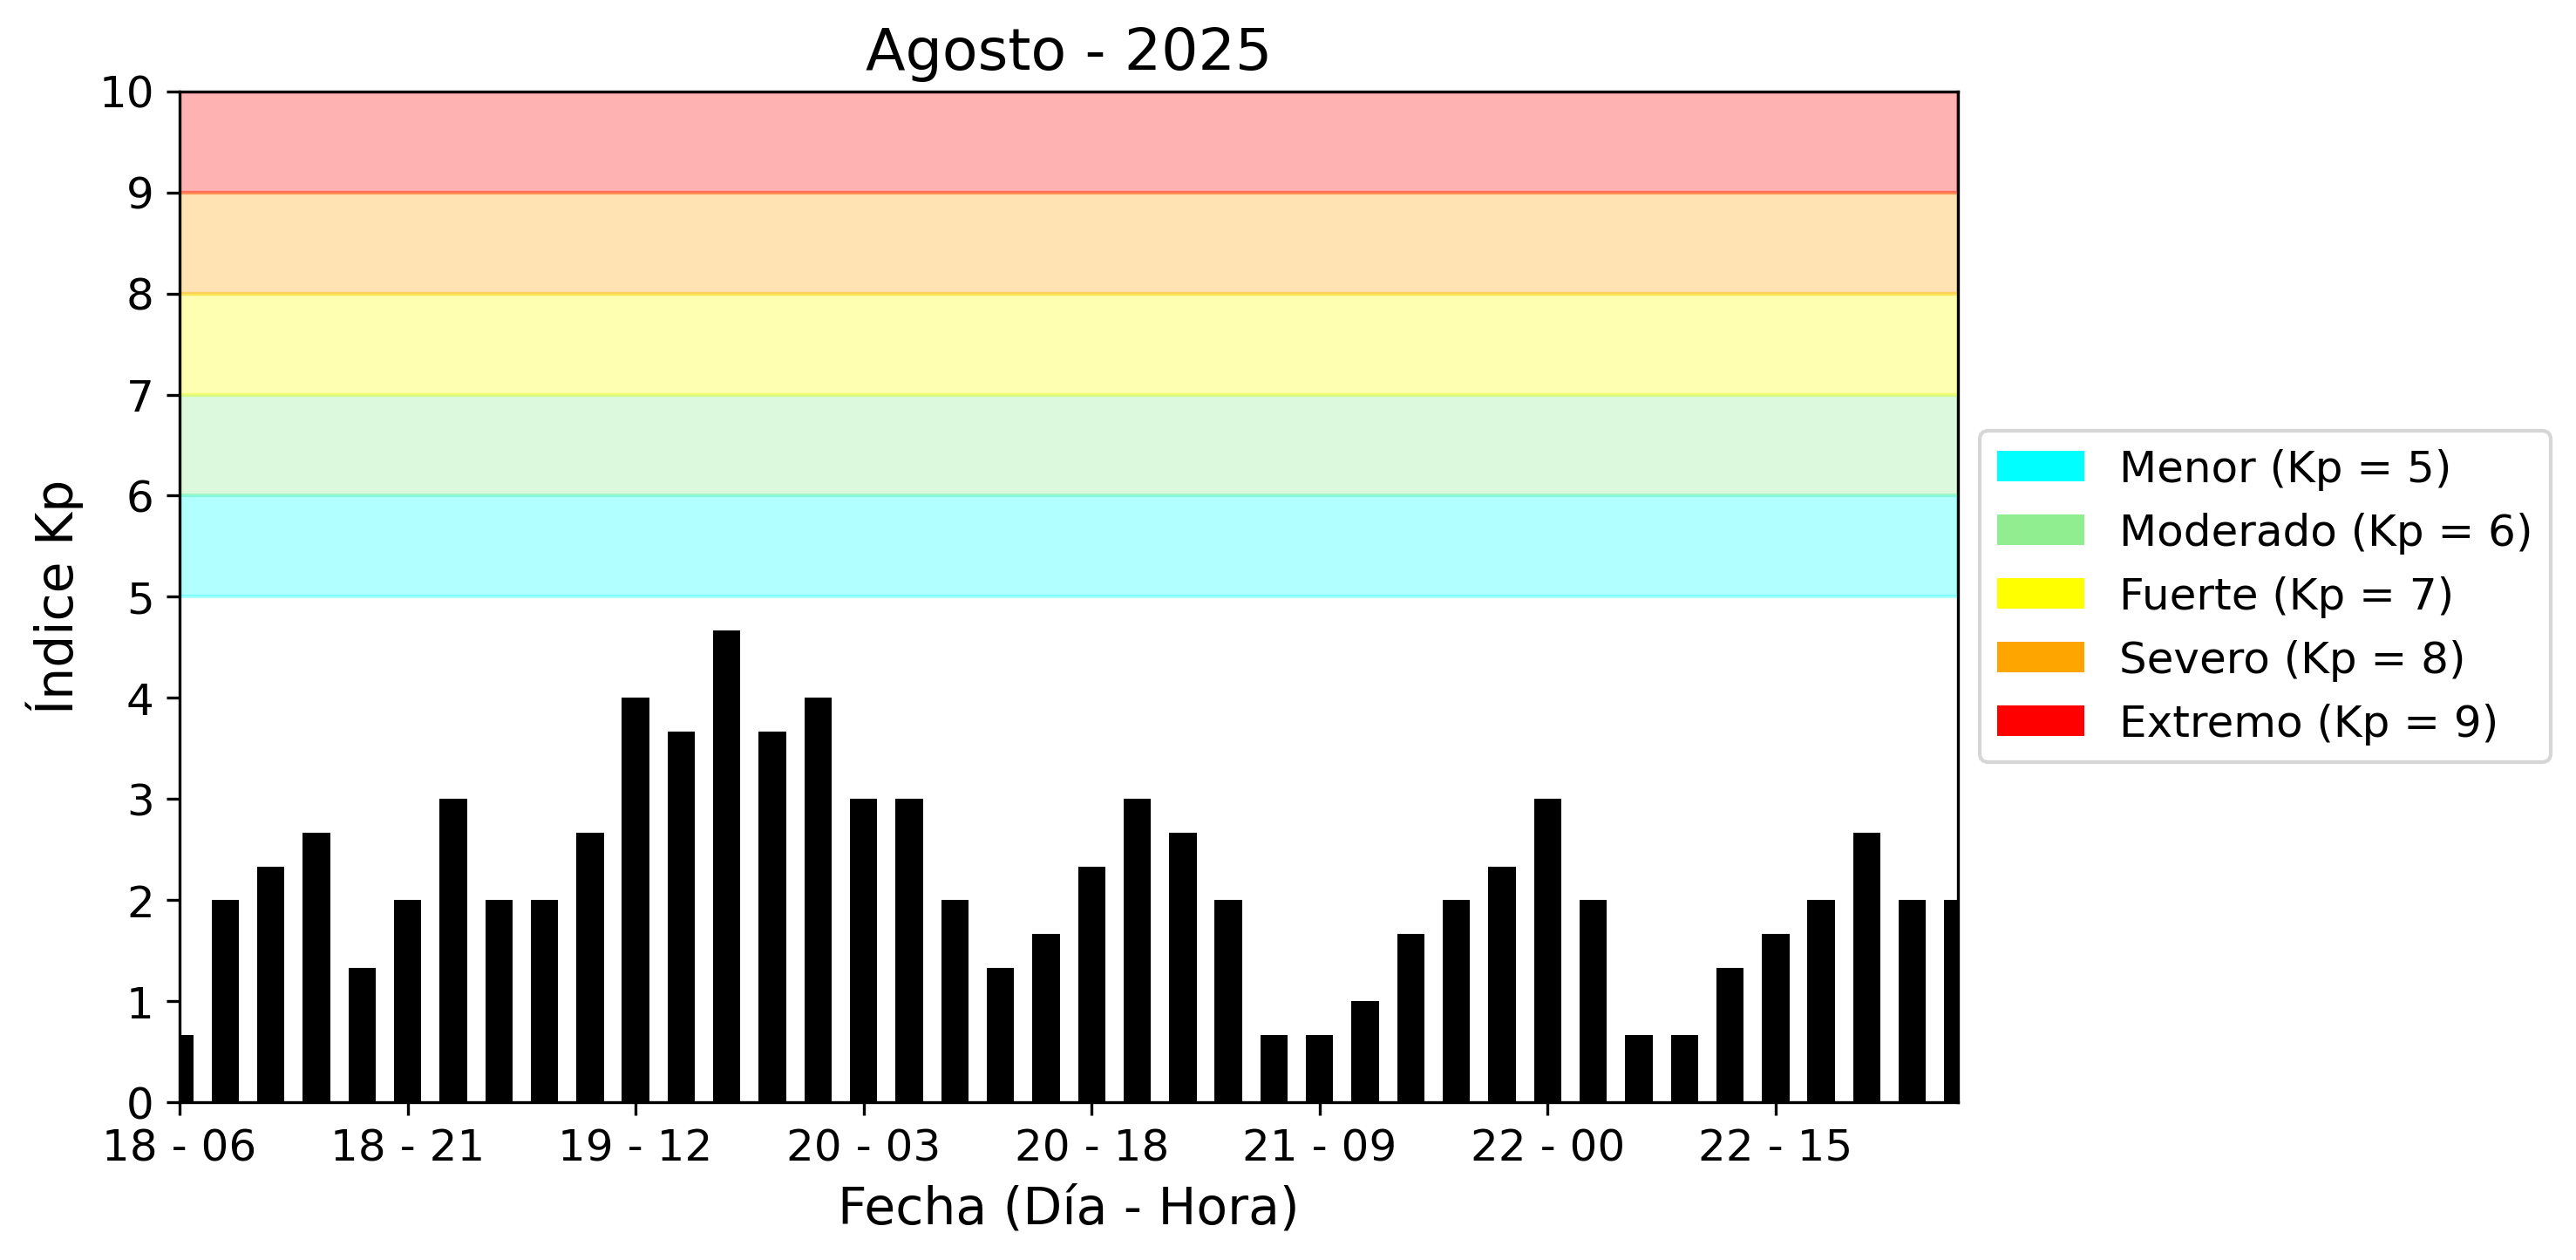 Agosto - 2025
10
9
8
7
6
5
4
3
2
1
0
Índice Kp
18 - 06
18 - 21
19 - 12
20 - 03
20 - 18
21 - 09
22 - 00
22 - 15
Fecha (Día - Hora)
Menor (Kp = 5)
Moderado (Kp = 6)
Fuerte (Kp = 7)
Severo (Kp = 8)
Extremo (Kp = 9)